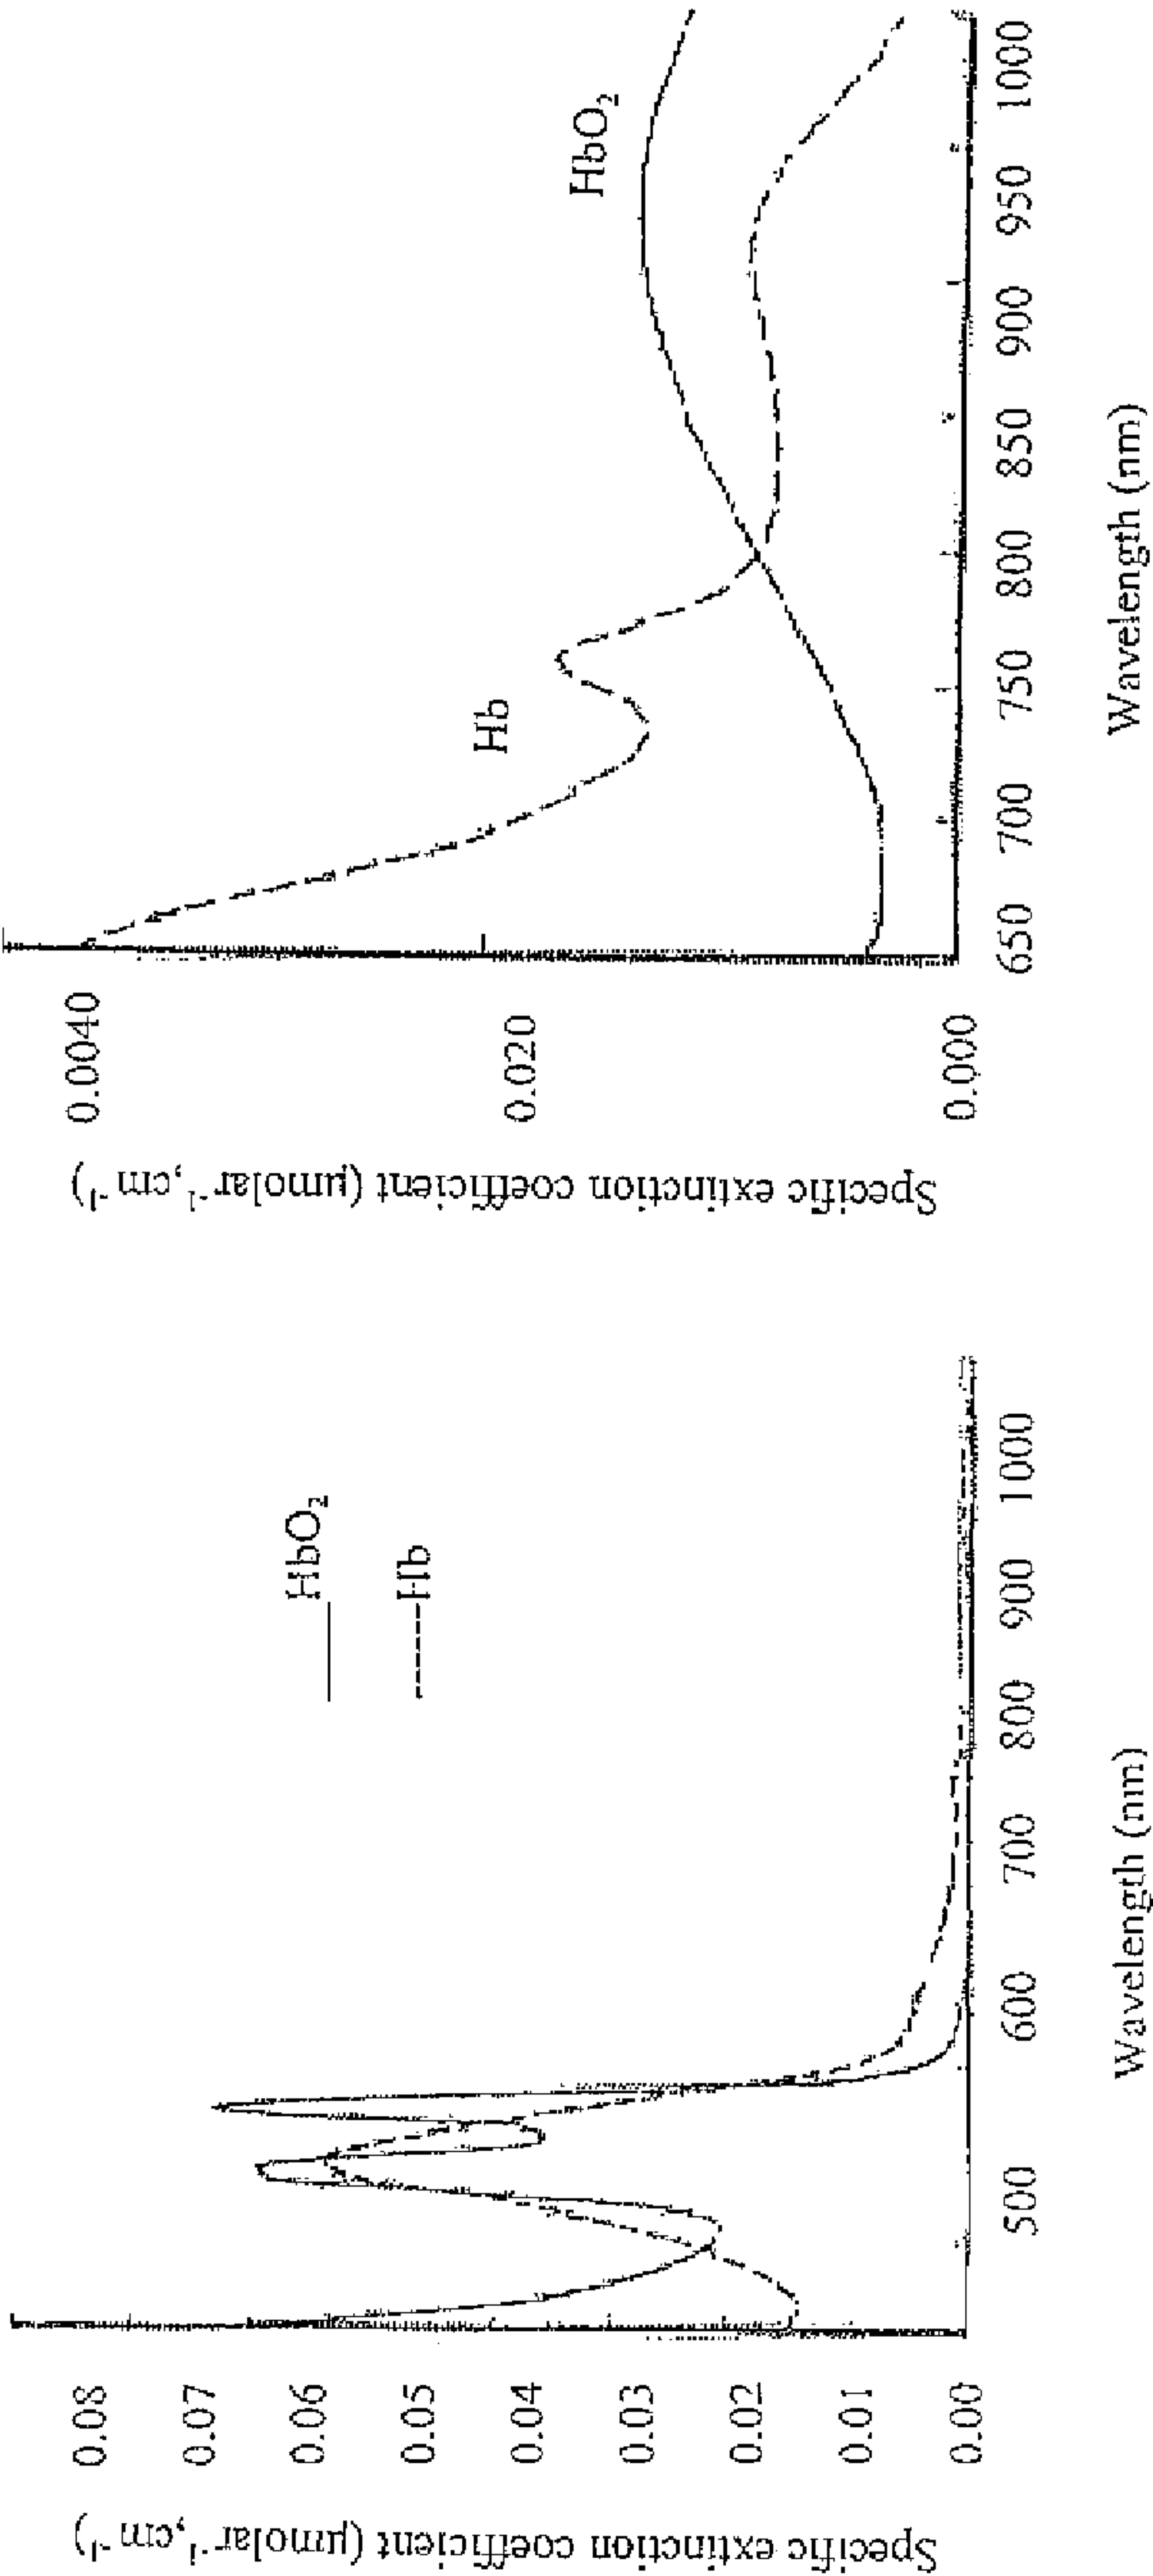 Specific extinction coefficient (μmolar⁻¹,cm⁻¹)
0.08
0.07
0.06
0.05
0.04
0.03
0.02
0.01
0.00
HbO₂
Hb
500 600 700 800 900 1000
Wavelength (nm)
Specific extinction coefficient (μmolar⁻¹,cm⁻¹)
0.0040
0.020
0.000
Hb
HbO₂
650 700 750 800 850 900 950 1000
Wavelength (nm)